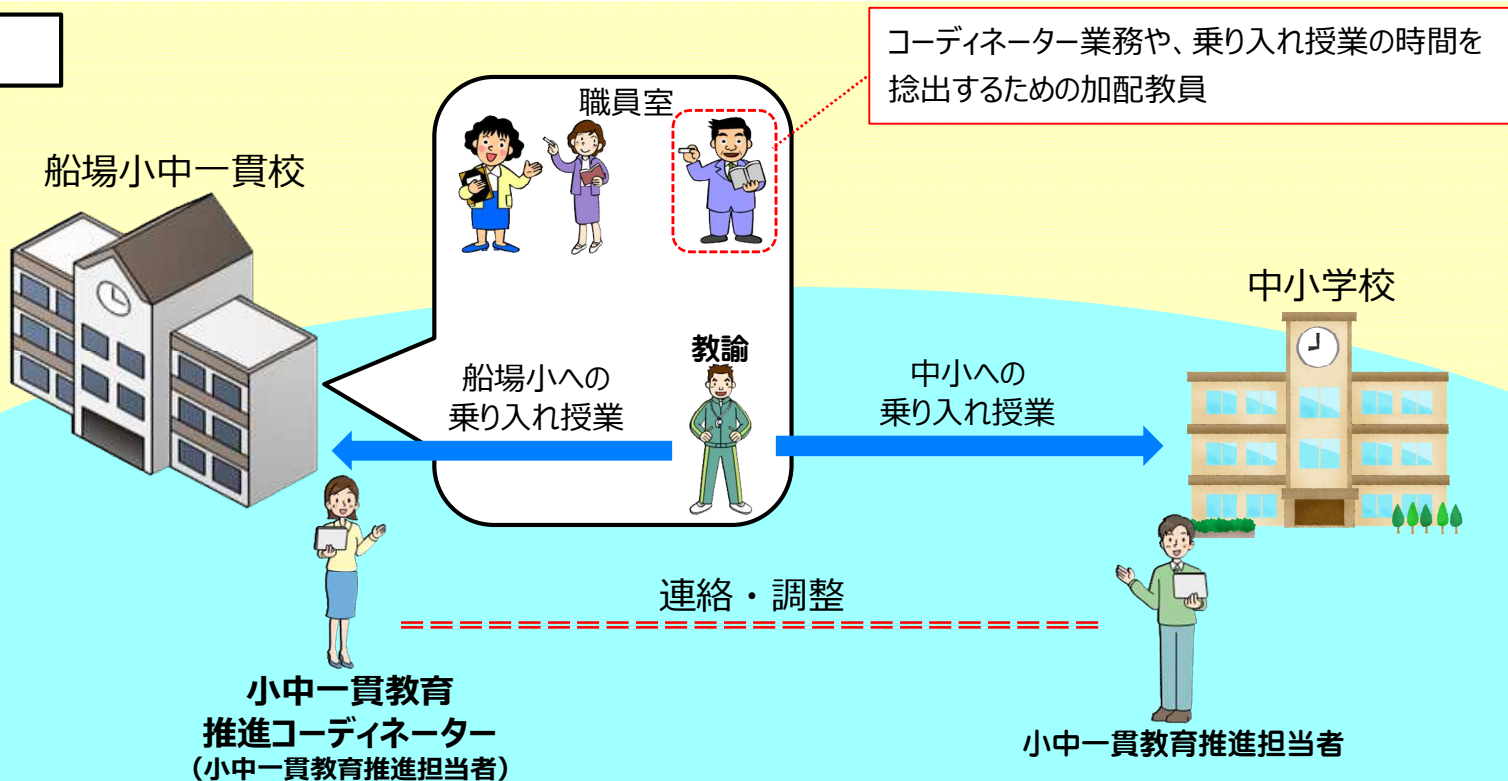 コーディネーター業務や、乗り入れ授業の時間を
捻出するための加配教員
職員室
船場小中一貫校
中小学校
教諭
船場小への
乗り入れ授業
中小への
乗り入れ授業
連絡・調整
小中一貫教育
推進コーディネーター
(小中一貫教育推進担当者)
小中一貫教育推進担当者